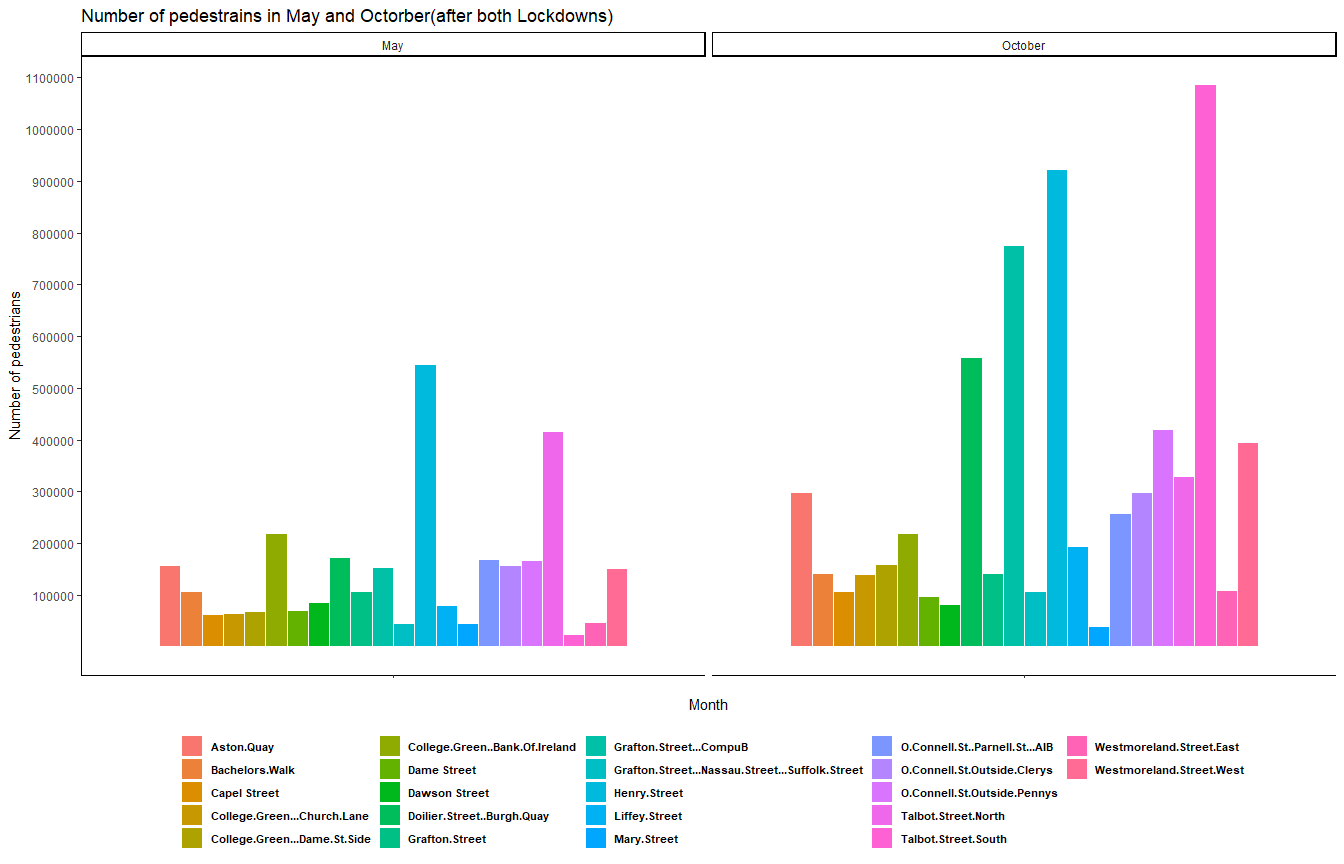 Number of pedestrains in May and Octorber(after both Lockdowns)
May
October
1100000
1000000
900000
800000
700000
600000
500000
400000
300000
200000
100000
Number of pedestrians
Month
Aston.Quay
Bachelors.Walk
Capel Street
College.Green...Church.Lane
College.Green...Dame.St.Side
College.Green..Bank.Of.Ireland
Dame Street
Dawson Street
Doilier.Street..Burgh.Quay
Grafton.Street
Grafton.Street...CompuB
Grafton.Street...Nassau.Street...Suffolk.Street
Henry.Street
Liffey.Street
Mary.Street
O.Connell.St..Parnell.St...AIB
O.Connell.St.Outside.Clerys
O.Connell.St.Outside.Pennys
Talbot.Street.North
Talbot.Street.South
Westmoreland.Street.East
Westmoreland.Street.West